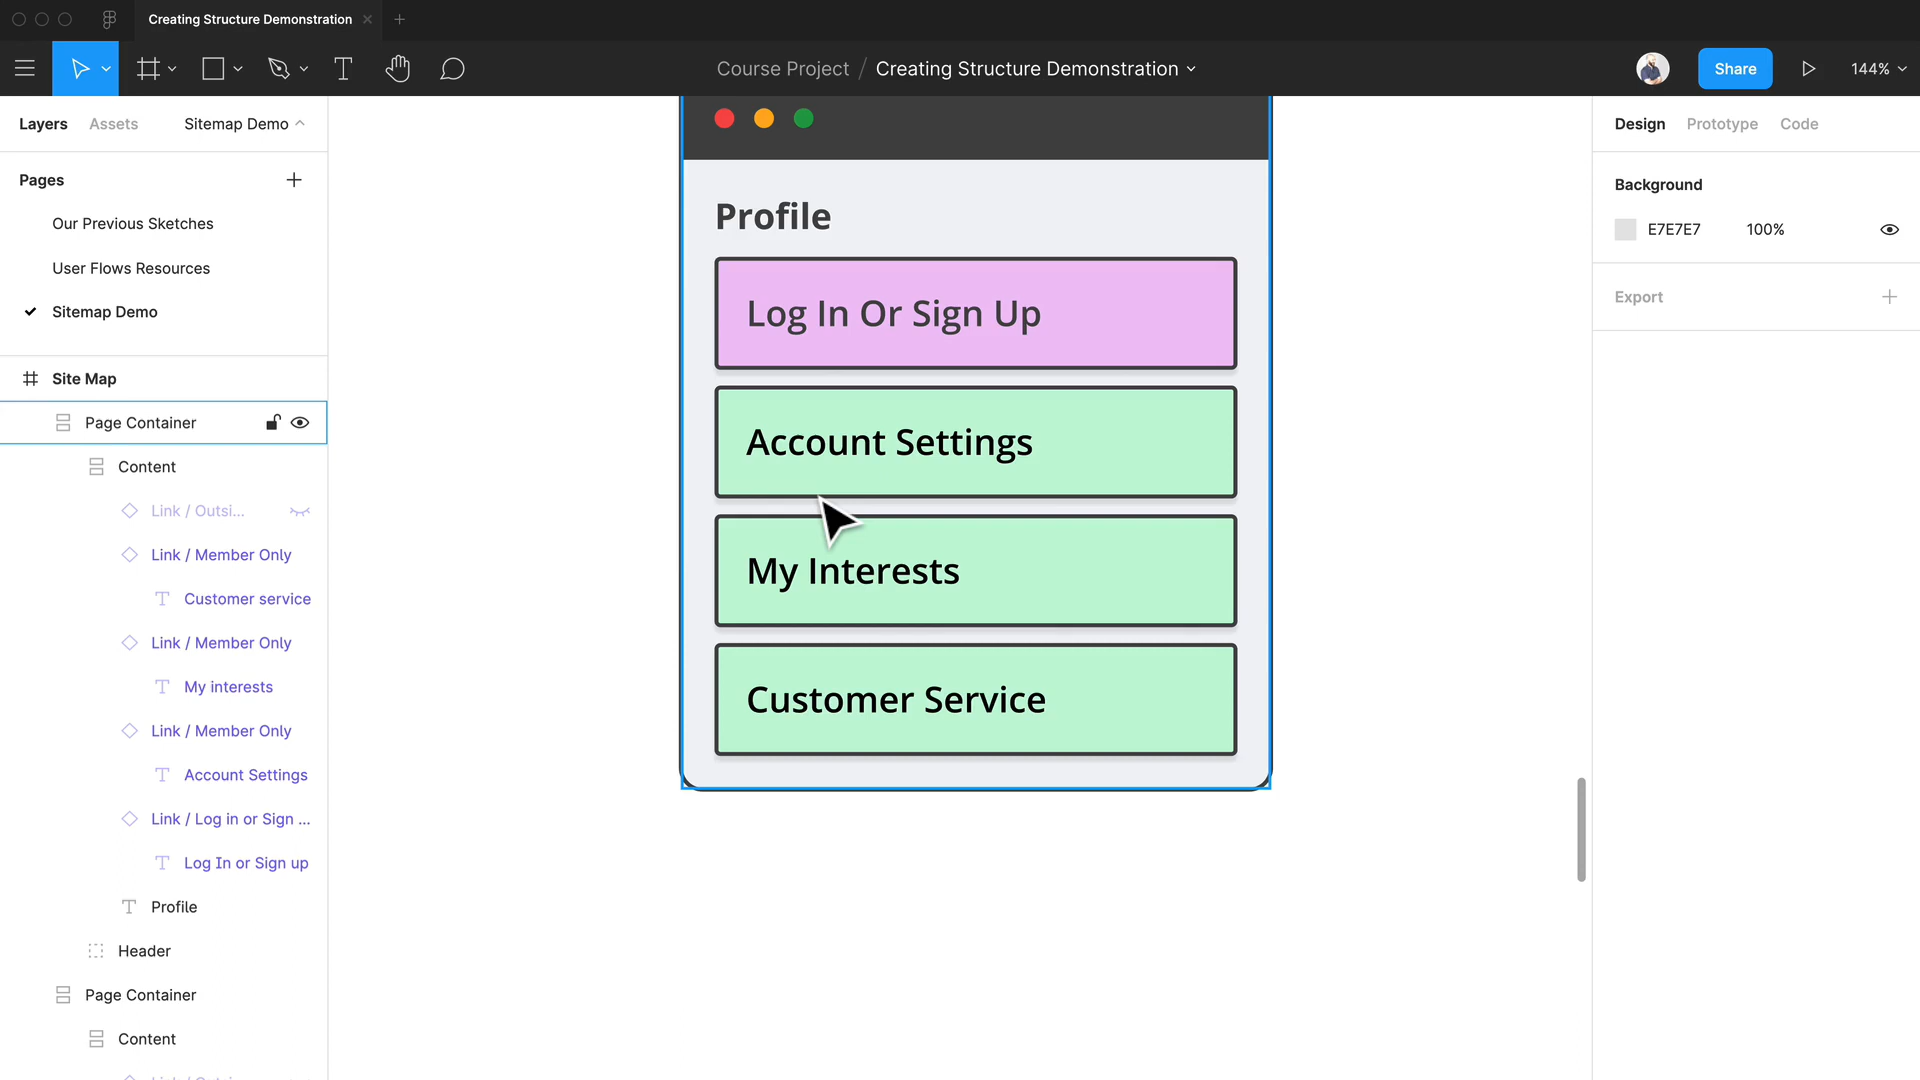 Creating Structure Demonstration
Course Project / Creating Structure Demonstration
Share
144%
Layers
Assets
Sitemap Demo
Pages
Our Previous Sketches
User Flows Resources
Sitemap Demo
Site Map
Page Container
Content
Link / Outsi...
Link / Member Only
Customer service
Link / Member Only
My interests
Link / Member Only
Account Settings
Link / Log in or Sign ...
Log In or Sign up
Profile
Header
Page Container
Content
Profile
Log In Or Sign Up
Account Settings
My Interests
Customer Service
Design
Prototype
Code
Background
E7E7E7
100%
Export